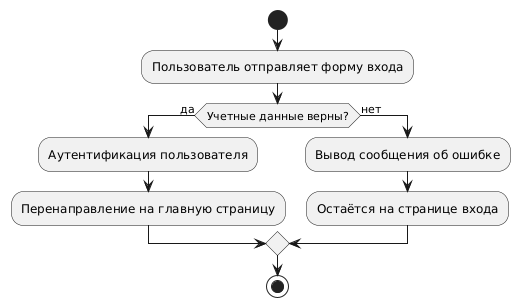 Пользователь отправляет форму входа
да
Учетные данные верны?
нет
Аутентификация пользователя
Вывод сообщения об ошибке
Перенаправление на главную страницу
Остаётся на странице входа